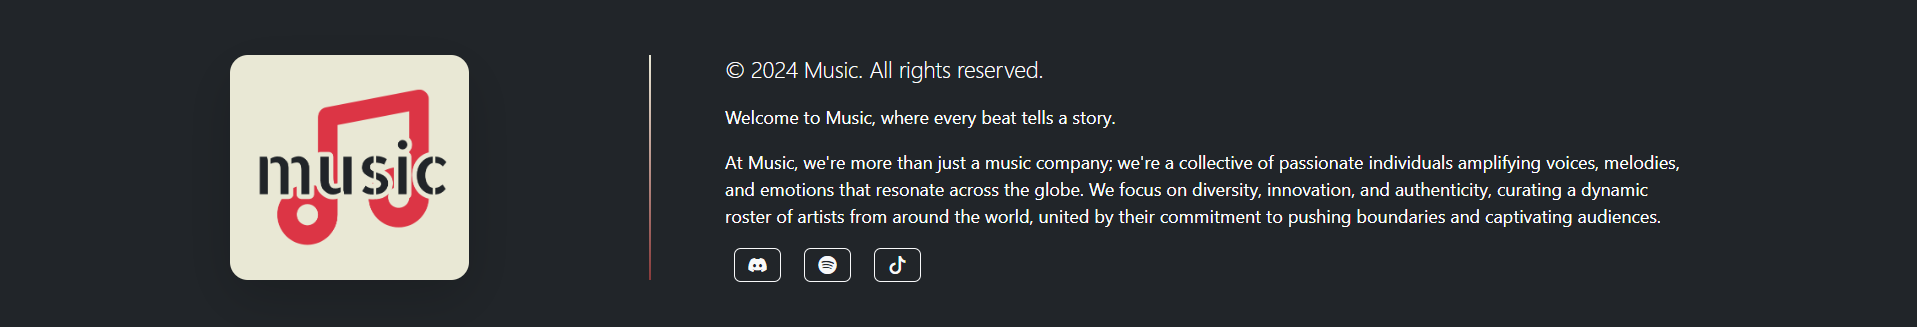 music
© 2024 Music. All rights reserved.
Welcome to Music, where every beat tells a story.
At Music, we're more than just a music company; we're a collective of passionate individuals amplifying voices, melodies,
and emotions that resonate across the globe. We focus on diversity, innovation, and authenticity, curating a dynamic
roster of artists from around the world, united by their commitment to pushing boundaries and captivating audiences.